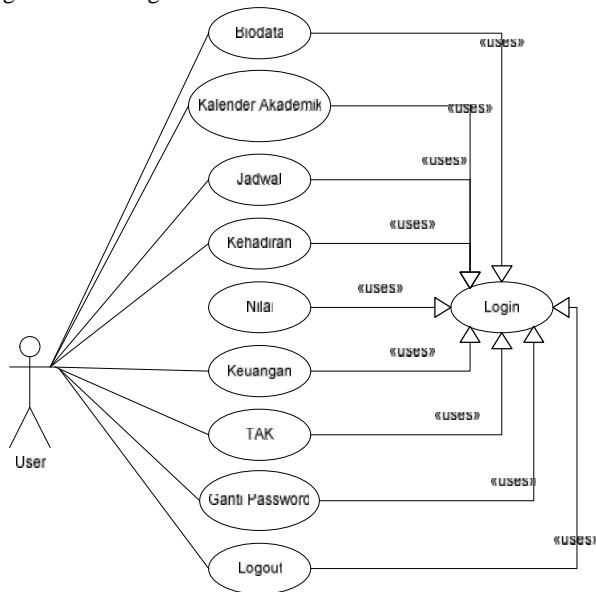 Biodata
«uses»
Kalender Akademik
«uses»
Jadwal
«uses»
Kehadiran
«uses»
Nilai
«uses»
Login
Keuangan
«uses»
TAK
«uses»
User
Ganti Password
«uses»
Logout
«uses»